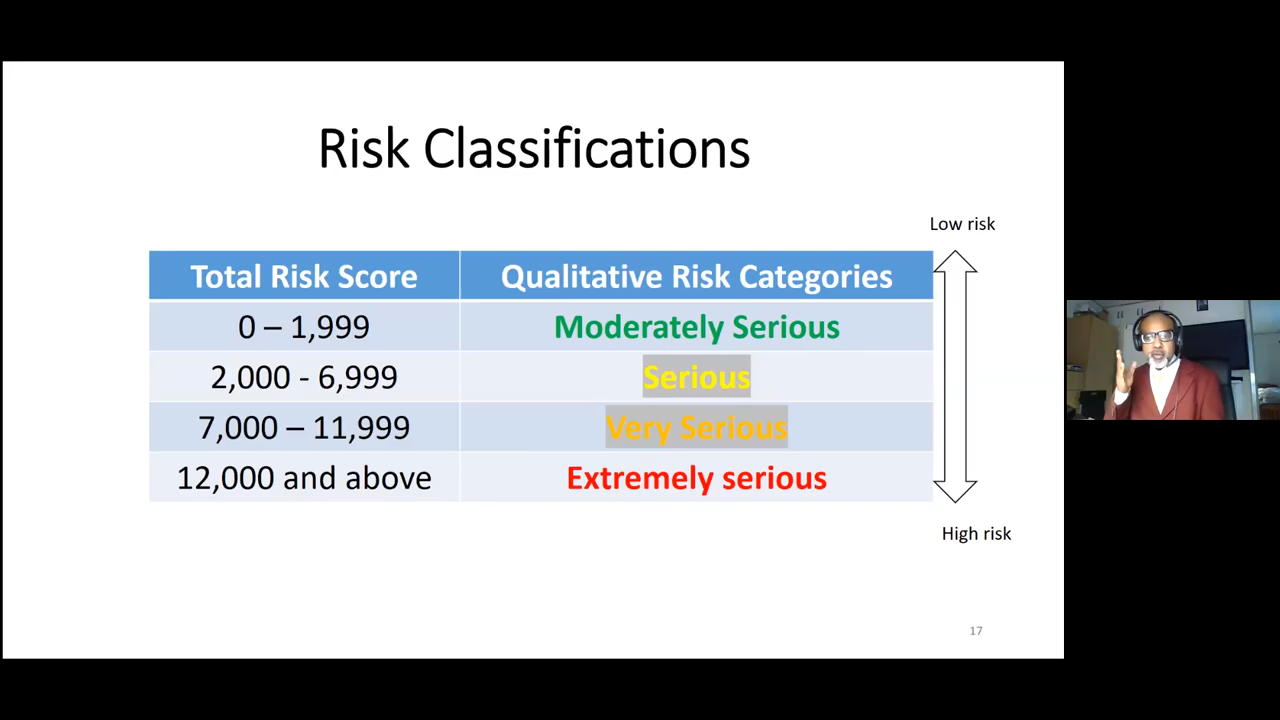 Risk Classifications
Low risk
Total Risk Score Qualitative Risk Categories
0 – 1,999 Moderately Serious
2,000 - 6,999 Serious
7,000 – 11,999 Very Serious
12,000 and above Extremely serious
High risk
17